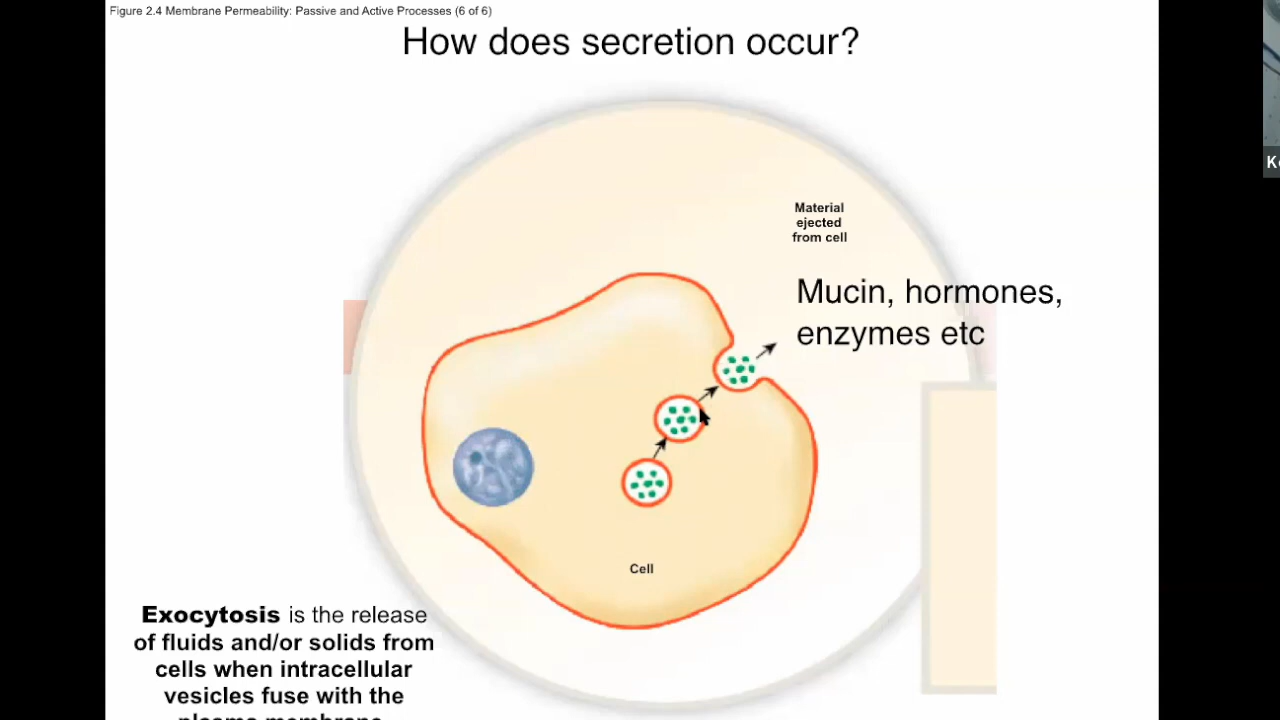 Figure 2.4 Membrane Permeability: Passive and Active Processes (6 of 6)
How does secretion occur?
Material
ejected
from cell
Mucin, hormones,
enzymes etc
Cell
Exocytosis is the release
of fluids and/or solids from
cells when intracellular
vesicles fuse with the
plasma membrane